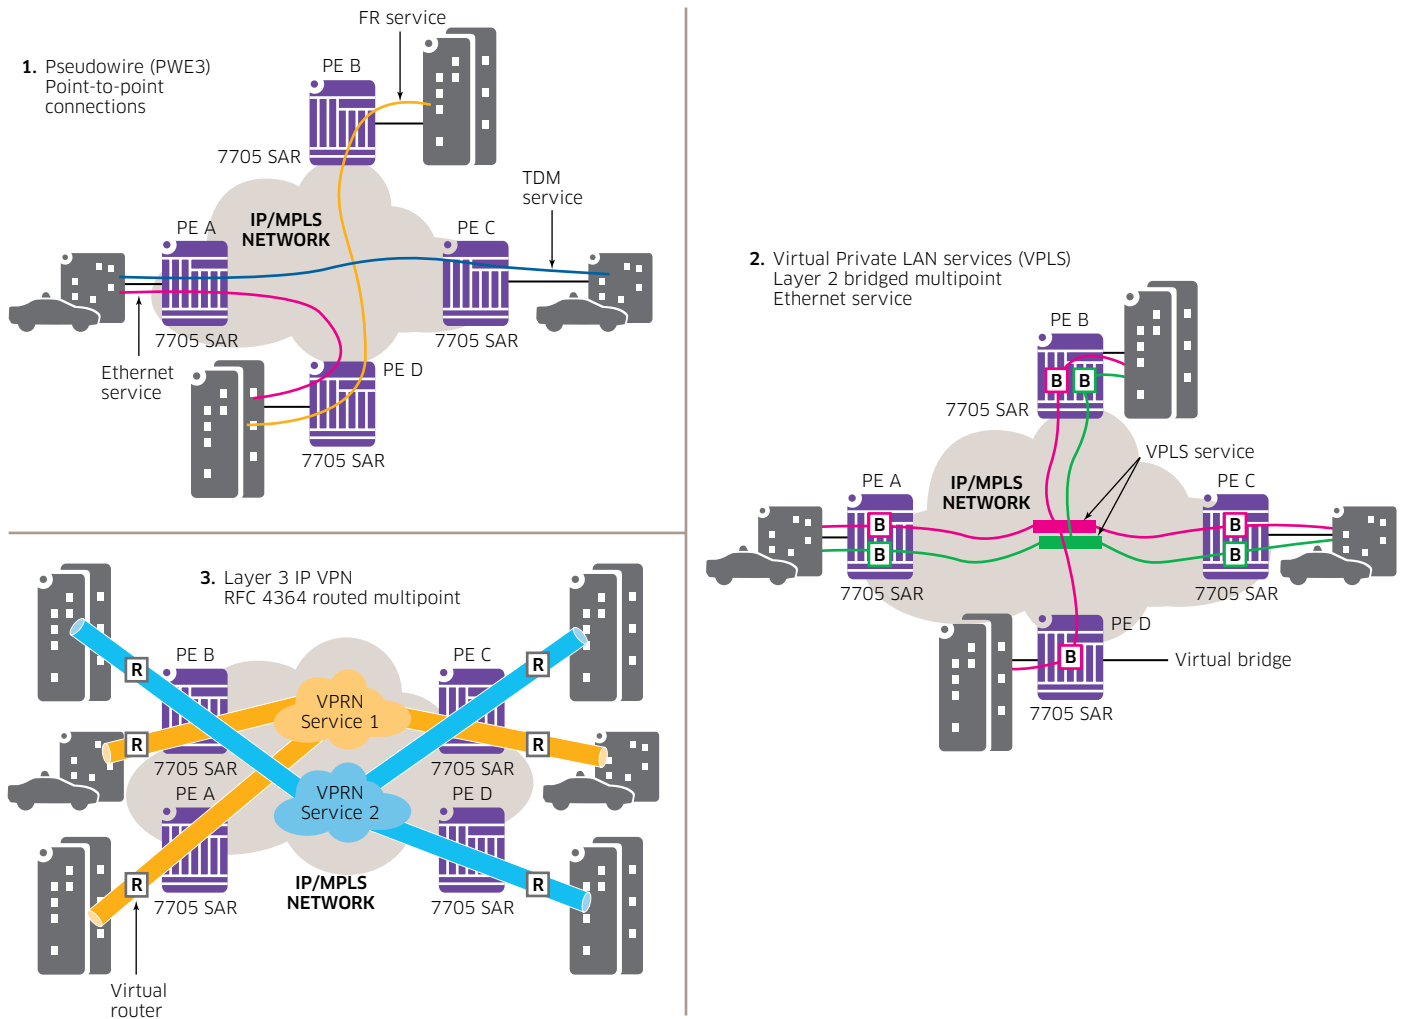 1. Pseudowire (PWE3)
Point-to-point
connections
FR service
PE B
7705 SAR
TDM
service
IP/MPLS
NETWORK
PE A
PE C
7705 SAR
7705 SAR
Ethernet
service
PE D
7705 SAR
2. Virtual Private LAN services (VPLS)
Layer 2 bridged multipoint
Ethernet service
PE B
B
B
7705 SAR
VPLS service
IP/MPLS
NETWORK
PE A
PE C
B
B
B
B
7705 SAR
7705 SAR
PE D
B
Virtual bridge
7705 SAR
3. Layer 3 IP VPN
RFC 4364 routed multipoint
PE B
PE C
R
R
VPRN
Service 1
R
R
7705 SAR
7705 SAR
PE A
PE D
VPRN
Service 2
R
R
IP/MPLS
NETWORK
7705 SAR
7705 SAR
Virtual
router